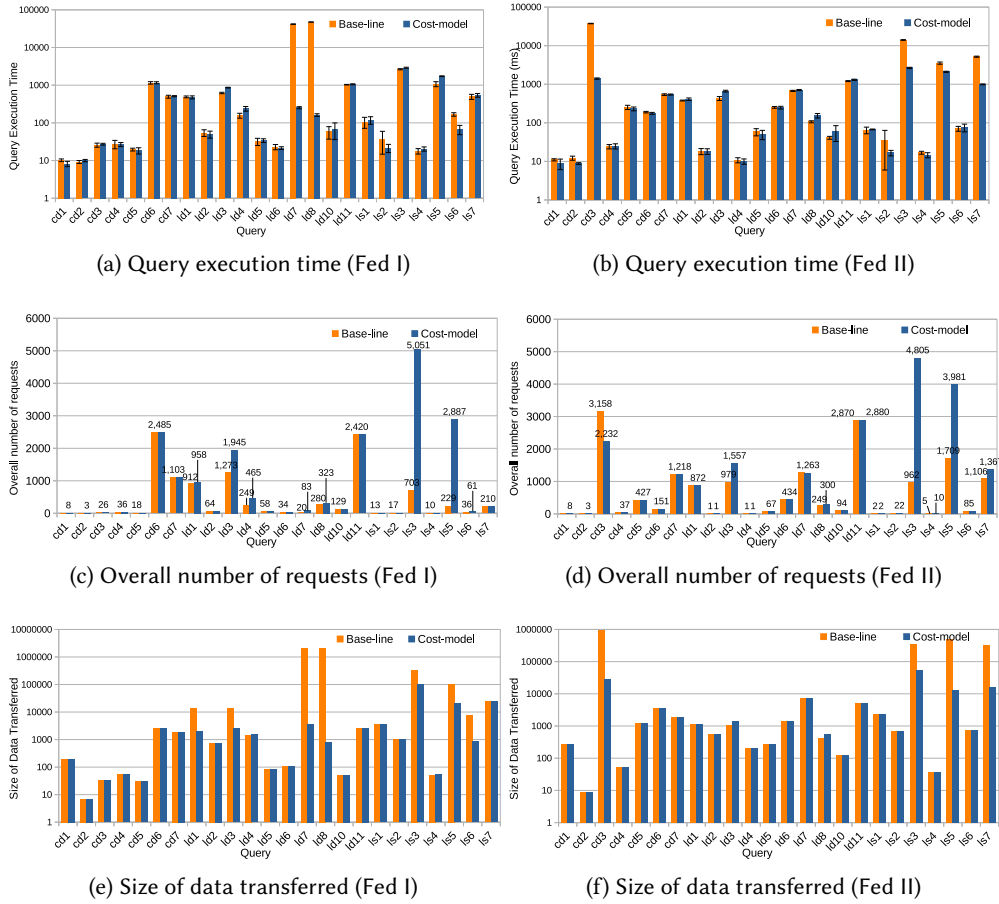 Base-line Cost-model
Query Execution Time
100000
10000
1000
100
10
1
cd1 cd2 cd3 cd4 cd5 cd6 cd7 ld1 ld2 ld3 ld4 ld5 ld6 ld7 ld8 ld10 ld11 ls1 ls2 ls3 ls4 ls5 ls6 ls7
Query
(a) Query execution time (Fed I)
Base-line Cost-model
Query Execution Time (ms)
100000
10000
1000
100
10
1
cd1 cd2 cd3 cd4 cd5 cd6 cd7 ld1 ld2 ld3 ld4 ld5 ld6 ld7 ld8 ld10 ld11 ls1 ls2 ls3 ls4 ls5 ls6 ls7
Query
(b) Query execution time (Fed II)
Base-line Cost-model
Overall number of requests
6000
5000
4000
3000
2000
1000
0
8 3 26 36 18 2,485 1,103 912 958 64 1,273 1,945 249 465 58 34 20 83 280 323 129 2,420 13 17 703 5,051 10 229 2,887 36 61 210
cd1 cd2 cd3 cd4 cd5 cd6 cd7 ld1 ld2 ld3 ld4 ld5 ld6 ld7 ld8 ld10 ld11 ls1 ls2 ls3 ls4 ls5 ls6 ls7
Query
(c) Overall number of requests (Fed I)
Base-line Cost-model
Overall number of requests
6000
5000
4000
3000
2000
1000
0
8 3 3,158 2,232 37 427 151 1,218 872 11 979 1,557 11 67 434 1,263 249 300 94 2,870 2,880 22 22 962 4,805 5 10 1,709 3,981 85 1,106 1,367
cd1 cd2 cd3 cd4 cd5 cd6 cd7 ld1 ld2 ld3 ld4 ld5 ld6 ld7 ld8 ld10 ld11 ls1 ls2 ls3 ls4 ls5 ls6 ls7
Query
(d) Overall number of requests (Fed II)
Base-line Cost-model
Size of Data Transferred
10000000
1000000
100000
10000
1000
100
10
1
cd1 cd2 cd3 cd4 cd5 cd6 cd7 ld1 ld2 ld3 ld4 ld5 ld6 ld7 ld8 ld10 ld11 ls1 ls2 ls3 ls4 ls5 ls6 ls7
Query
(e) Size of data transferred (Fed I)
Base-line Cost-model
Size of Data Transferred
1000000
100000
10000
1000
100
10
1
cd1 cd2 cd3 cd4 cd5 cd6 cd7 ld1 ld2 ld3 ld4 ld5 ld6 ld7 ld8 ld10 ld11 ls1 ls2 ls3 ls4 ls5 ls6 ls7
Query
(f) Size of data transferred (Fed II)